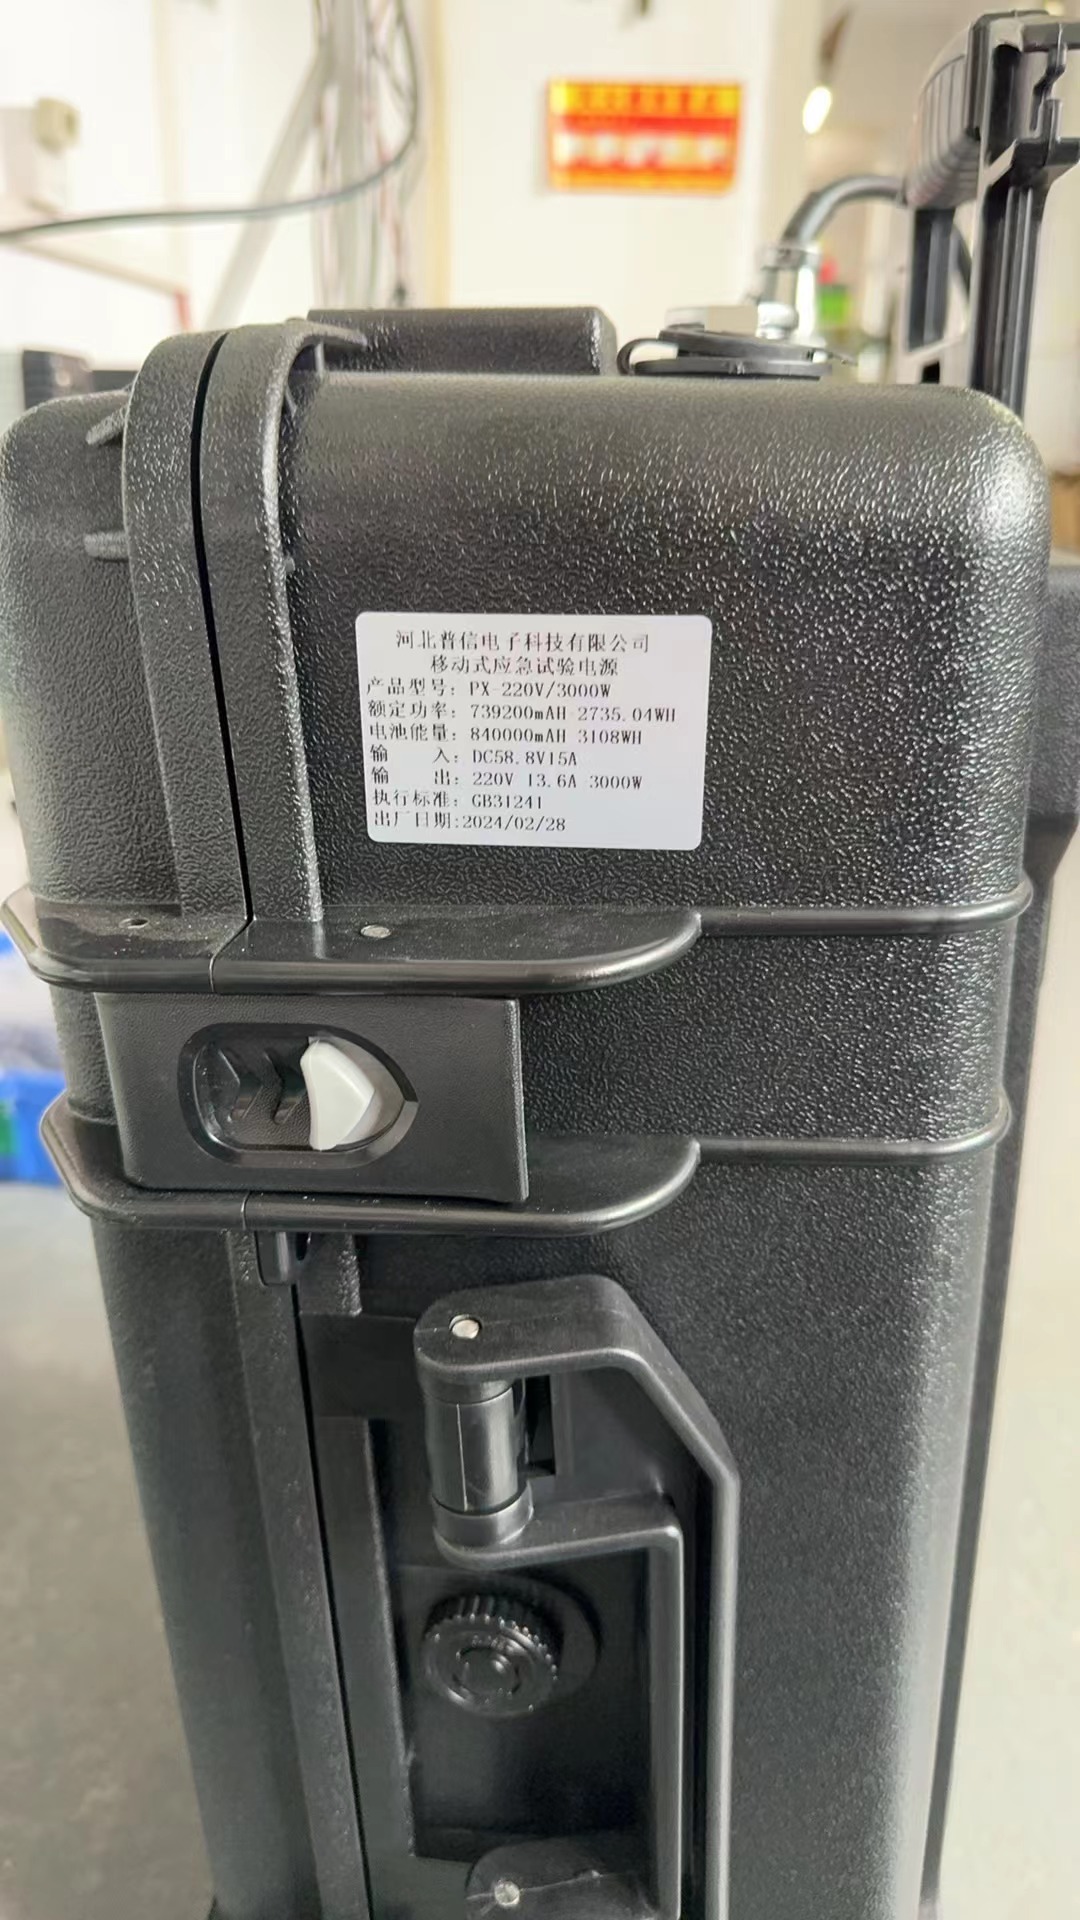 河北普信电子科技有限公司
移动式应急试验电源
产品型号：PX-220V/3000W
额定功率：739200mAH-2735.04WH
电池能量：840000mAH 3108WH
输 入：DC58.8V15A
输 出：220V 13.6A 3000W
执行标准：GB31241
出厂日期:2024/02/28